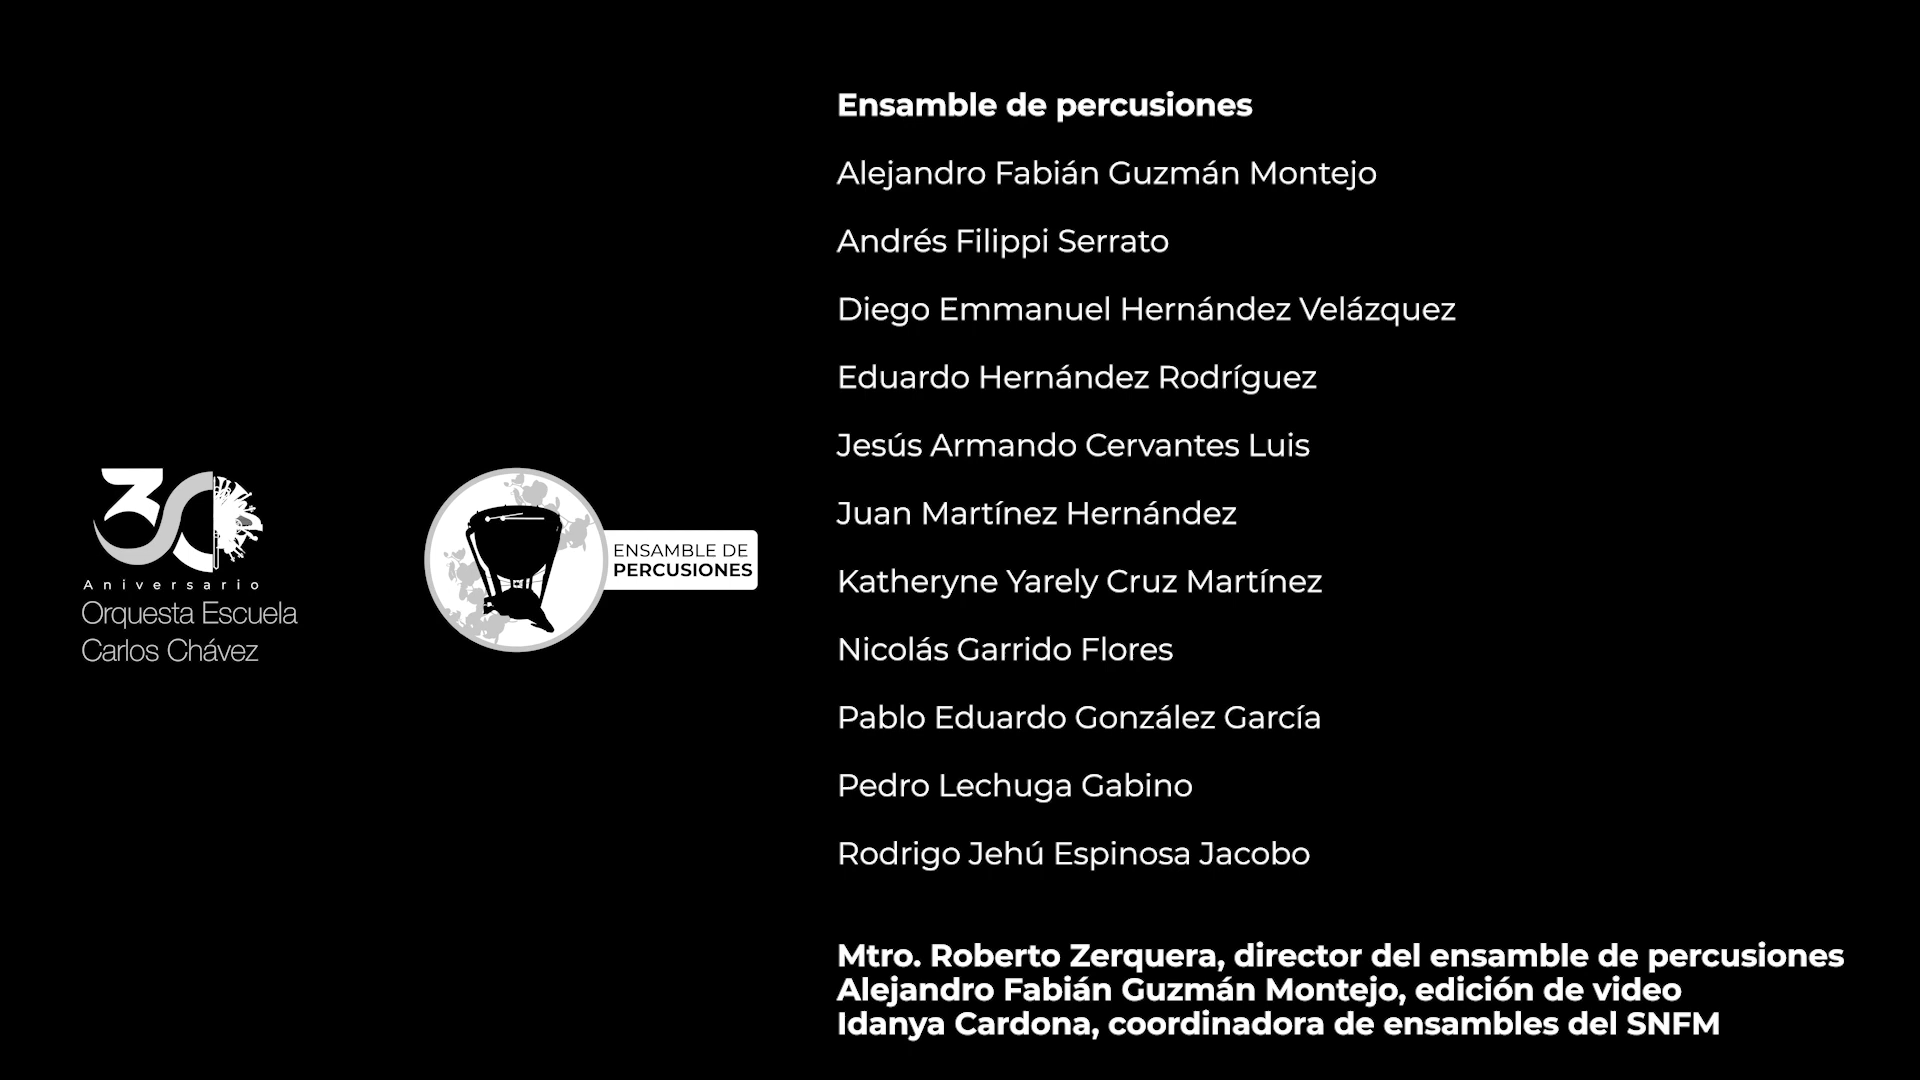 30
Aniversario
Orquesta Escuela
Carlos Chávez
ENSAMBLE DE
PERCUSIONES
Ensamble de percusiones
Alejandro Fabián Guzmán Montejo
Andrés Filippi Serrato
Diego Emmanuel Hernández Velázquez
Eduardo Hernández Rodríguez
Jesús Armando Cervantes Luis
Juan Martínez Hernández
Katheryne Yarely Cruz Martínez
Nicolás Garrido Flores
Pablo Eduardo González García
Pedro Lechuga Gabino
Rodrigo Jehú Espinosa Jacobo
Mtro. Roberto Zerquera, director del ensamble de percusiones
Alejandro Fabián Guzmán Montejo, edición de video
Idanya Cardona, coordinadora de ensambles del SNFM